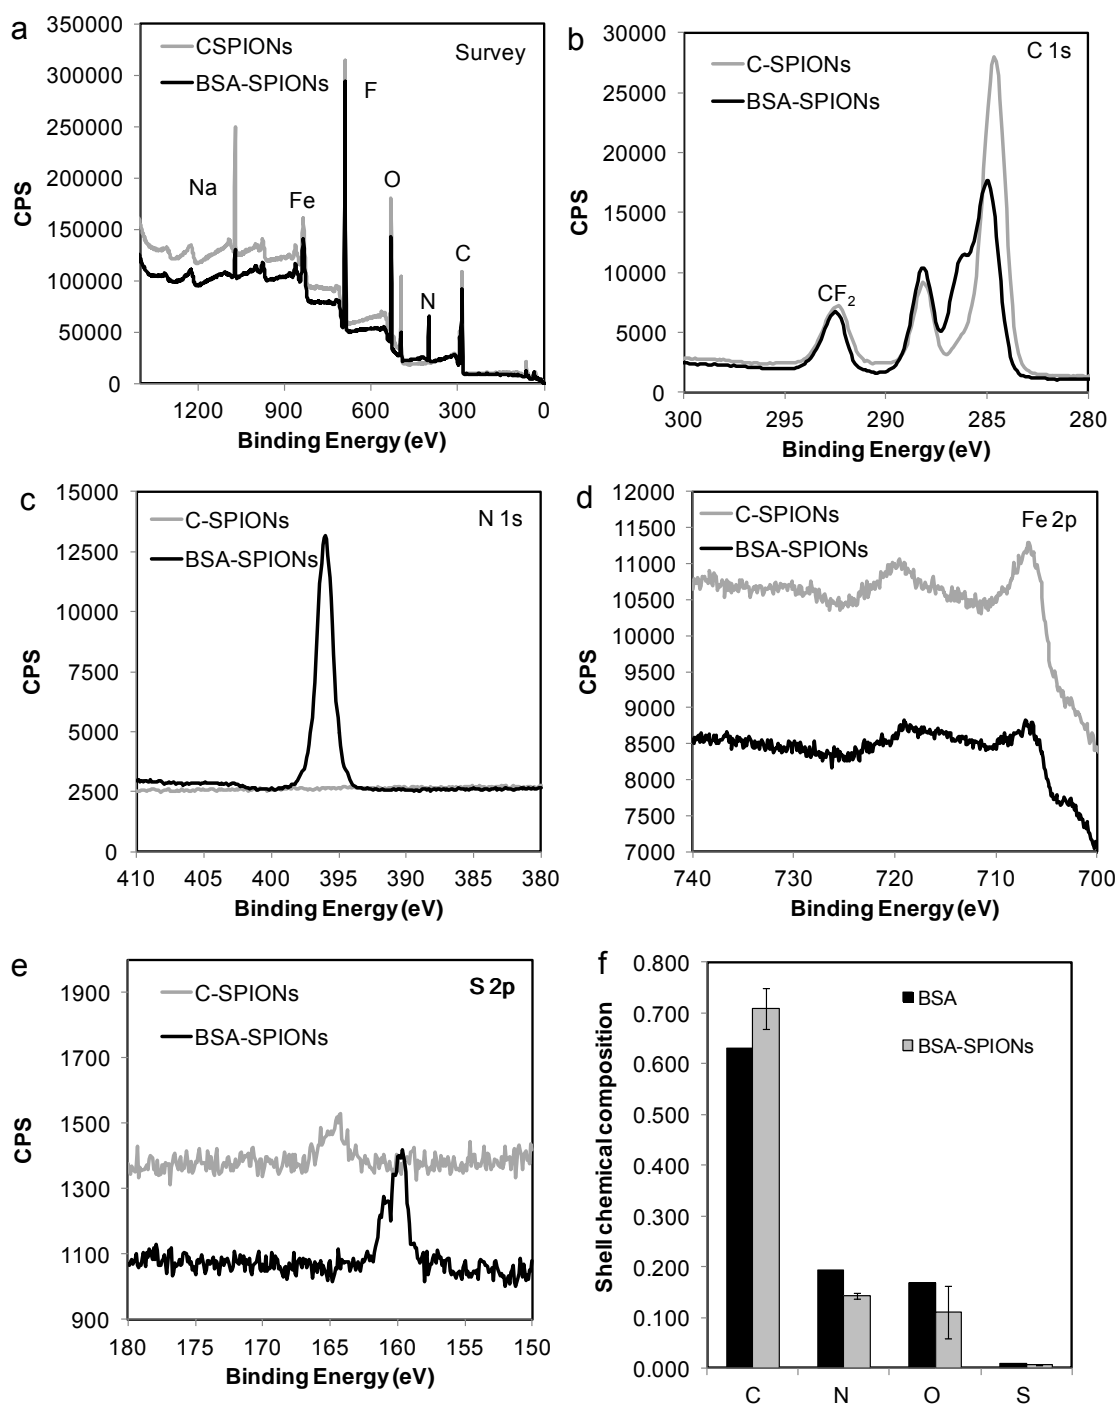 a
350000
300000
250000
200000
150000
100000
50000
0
CPS
CSPIONs
BSA-SPIONs
Survey
Na
Fe
F
O
N
C
1200 900 600 300 0
Binding Energy (eV)
b
30000
25000
20000
15000
10000
5000
0
CPS
C-SPIONs
BSA-SPIONs
C 1s
CF2
300 295 290 285 280
Binding Energy (eV)
c
15000
12500
10000
7500
5000
2500
0
CPS
C-SPIONs
BSA-SPIONs
N 1s
410 405 400 395 390 385 380
Binding Energy (eV)
d
12000
11500
11000
10500
10000
9500
9000
8500
8000
7500
7000
CPS
C-SPIONs
BSA-SPIONs
Fe 2p
740 730 720 710 700
Binding Energy (eV)
e
1900
1700
1500
1300
1100
900
CPS
C-SPIONs
BSA-SPIONs
S 2p
180 175 170 165 160 155 150
Binding Energy (eV)
f
0.800
0.700
0.600
0.500
0.400
0.300
0.200
0.100
0.000
Shell chemical composition
BSA
BSA-SPIONs
C N O S